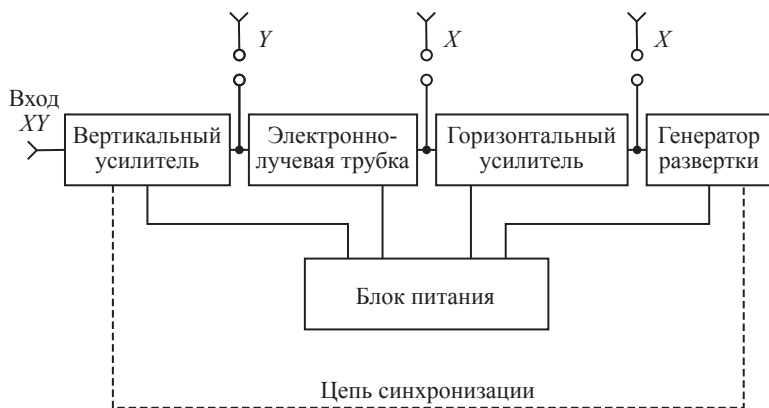 Y
X
X
Вход
XY
Вертикальный
усилитель
Электронно-
лучевая трубка
Горизонтальный
усилитель
Генератор
развертки
Блок питания
Цепь синхронизации